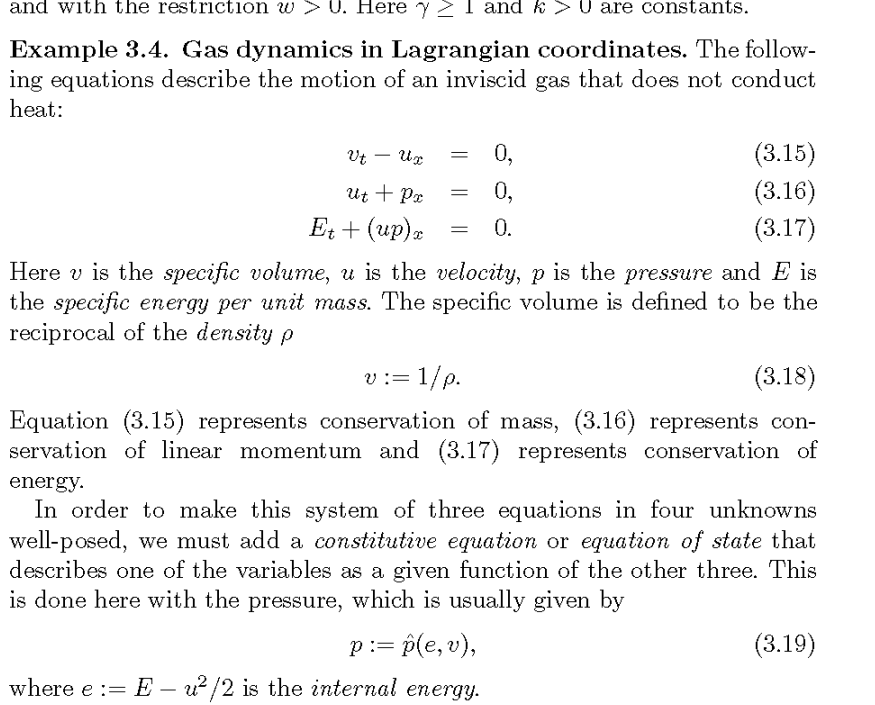 and with the restriction w > 0. Here γ ≥ 1 and k > 0 are constants.
Example 3.4. Gas dynamics in Lagrangian coordinates. The follow-
ing equations describe the motion of an inviscid gas that does not conduct
heat:
v_t − u_x = 0, (3.15)
u_t + p_x = 0, (3.16)
E_t + (up)_x = 0. (3.17)
Here v is the specific volume, u is the velocity, p is the pressure and E is
the specific energy per unit mass. The specific volume is defined to be the
reciprocal of the density ρ
v := 1/ρ. (3.18)
Equation (3.15) represents conservation of mass, (3.16) represents con-
servation of linear momentum and (3.17) represents conservation of
energy.
In order to make this system of three equations in four unknowns
well-posed, we must add a constitutive equation or equation of state that
describes one of the variables as a given function of the other three. This
is done here with the pressure, which is usually given by
p := p̂(e, v), (3.19)
where e := E − u²/2 is the internal energy.